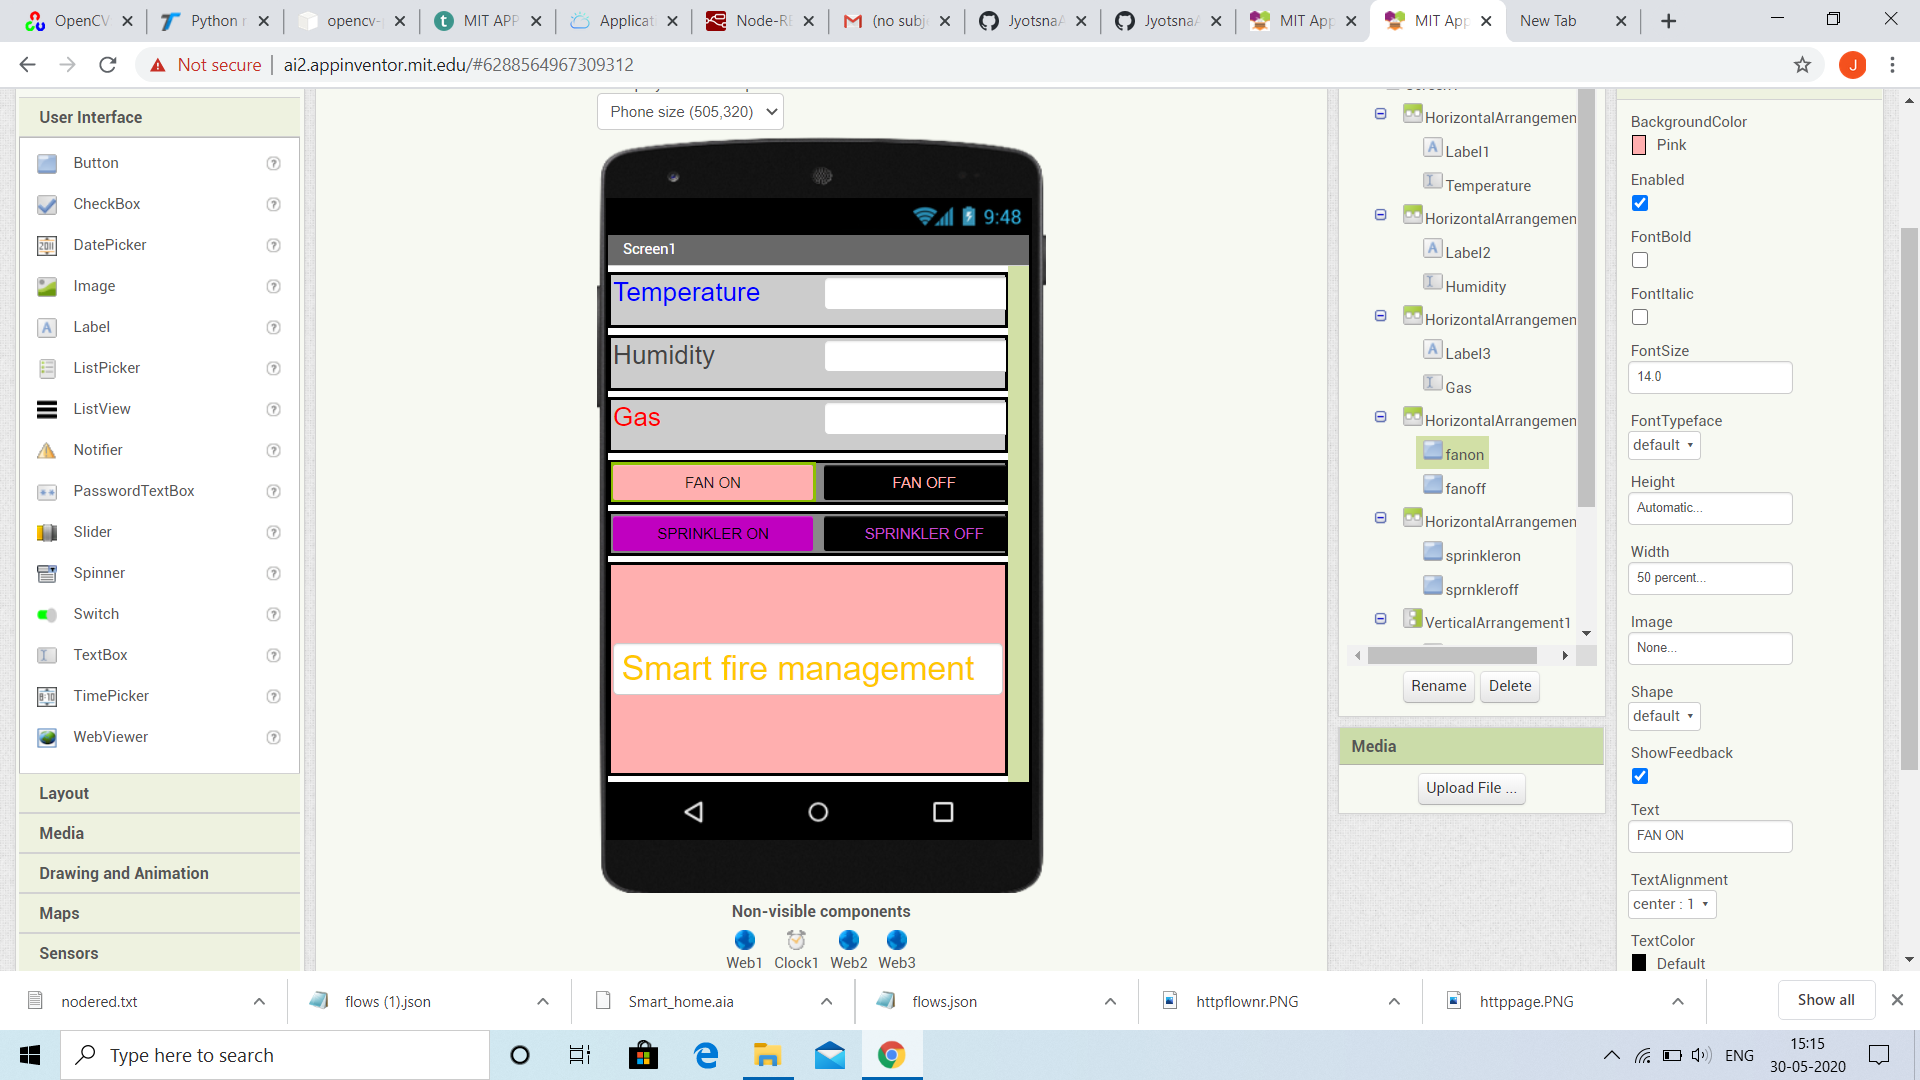 OpenCV
Python r
opencv-p
MIT APP
Applicati
Node-RE
(no subje
JyotsnaA
JyotsnaA
MIT App
MIT App
New Tab
Not secure
ai2.appinventor.mit.edu/#6288564967309312
User Interface
Button
CheckBox
DatePicker
Image
Label
ListPicker
ListView
Notifier
PasswordTextBox
Slider
Spinner
Switch
TextBox
TimePicker
WebViewer
Layout
Media
Drawing and Animation
Maps
Sensors
Phone size (505,320)
9:48
Screen1
Temperature
Humidity
Gas
FAN ON
FAN OFF
SPRINKLER ON
SPRINKLER OFF
Smart fire management
Non-visible components
Web1
Clock1
Web2
Web3
HorizontalArrangemen
Label1
Temperature
HorizontalArrangemen
Label2
Humidity
HorizontalArrangemen
Label3
Gas
HorizontalArrangemen
fanon
fanoff
HorizontalArrangemen
sprinkleron
sprnkleroff
VerticalArrangement1
Rename
Delete
Media
Upload File ...
BackgroundColor
Pink
Enabled
FontBold
FontItalic
FontSize
14.0
FontTypeface
default
Height
Automatic...
Width
50 percent...
Image
None...
Shape
default
ShowFeedback
Text
FAN ON
TextAlignment
center : 1
TextColor
Default
nodered.txt
flows (1).json
Smart_home.aia
flows.json
httpflownr.PNG
httppage.PNG
Show all
Type here to search
ENG
15:15
30-05-2020